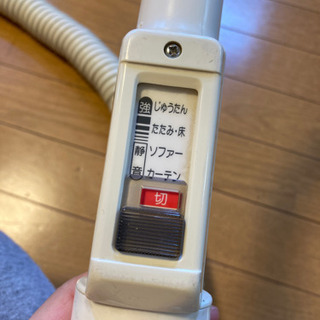 強 じゅうたん
たたみ・床
静 ソファー
音 カーテン
切